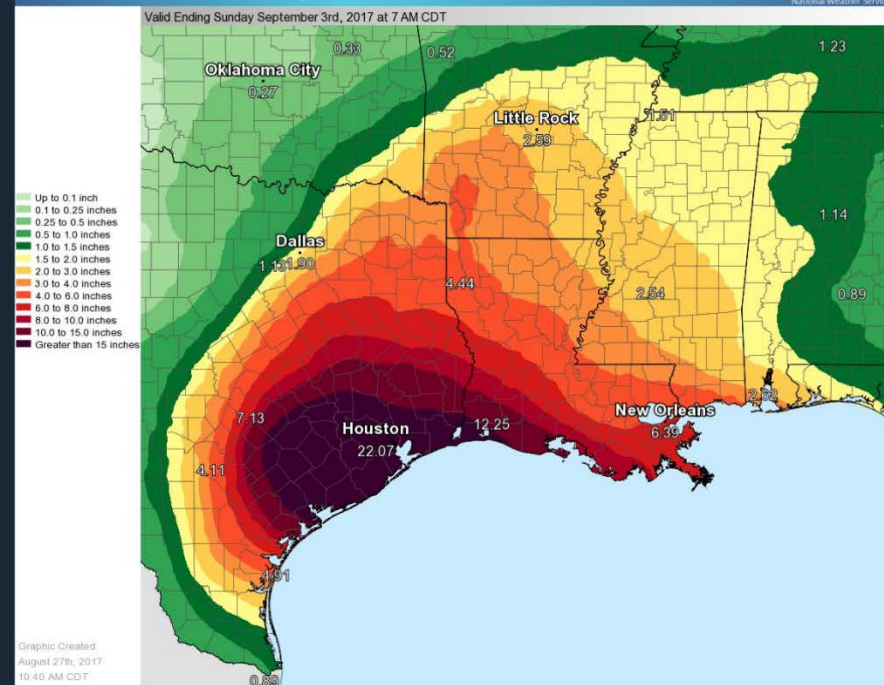 National Weather Servi
Valid Ending Sunday September 3rd, 2017 at 7 AM CDT
0.33
0.52
1.23
Oklahoma City
0.27
Little Rock
1.51
2.59
Up to 0.1 inch
0.1 to 0.25 inches
0.25 to 0.5 inches
0.5 to 1.0 inches
1.0 to 1.5 inches
1.5 to 2.0 inches
2.0 to 3.0 inches
3.0 to 4.0 inches
4.0 to 6.0 inches
6.0 to 8.0 inches
8.0 to 10.0 inches
10.0 to 15.0 inches
Greater than 15 inches
1.14
Dallas
1.13
1.90
4.44
2.54
0.89
2.62
7.13
Houston
22.07
12.25
New Orleans
6.39
4.11
4.91
Graphic Created
August 27th, 2017
10:40 AM CDT
0.89